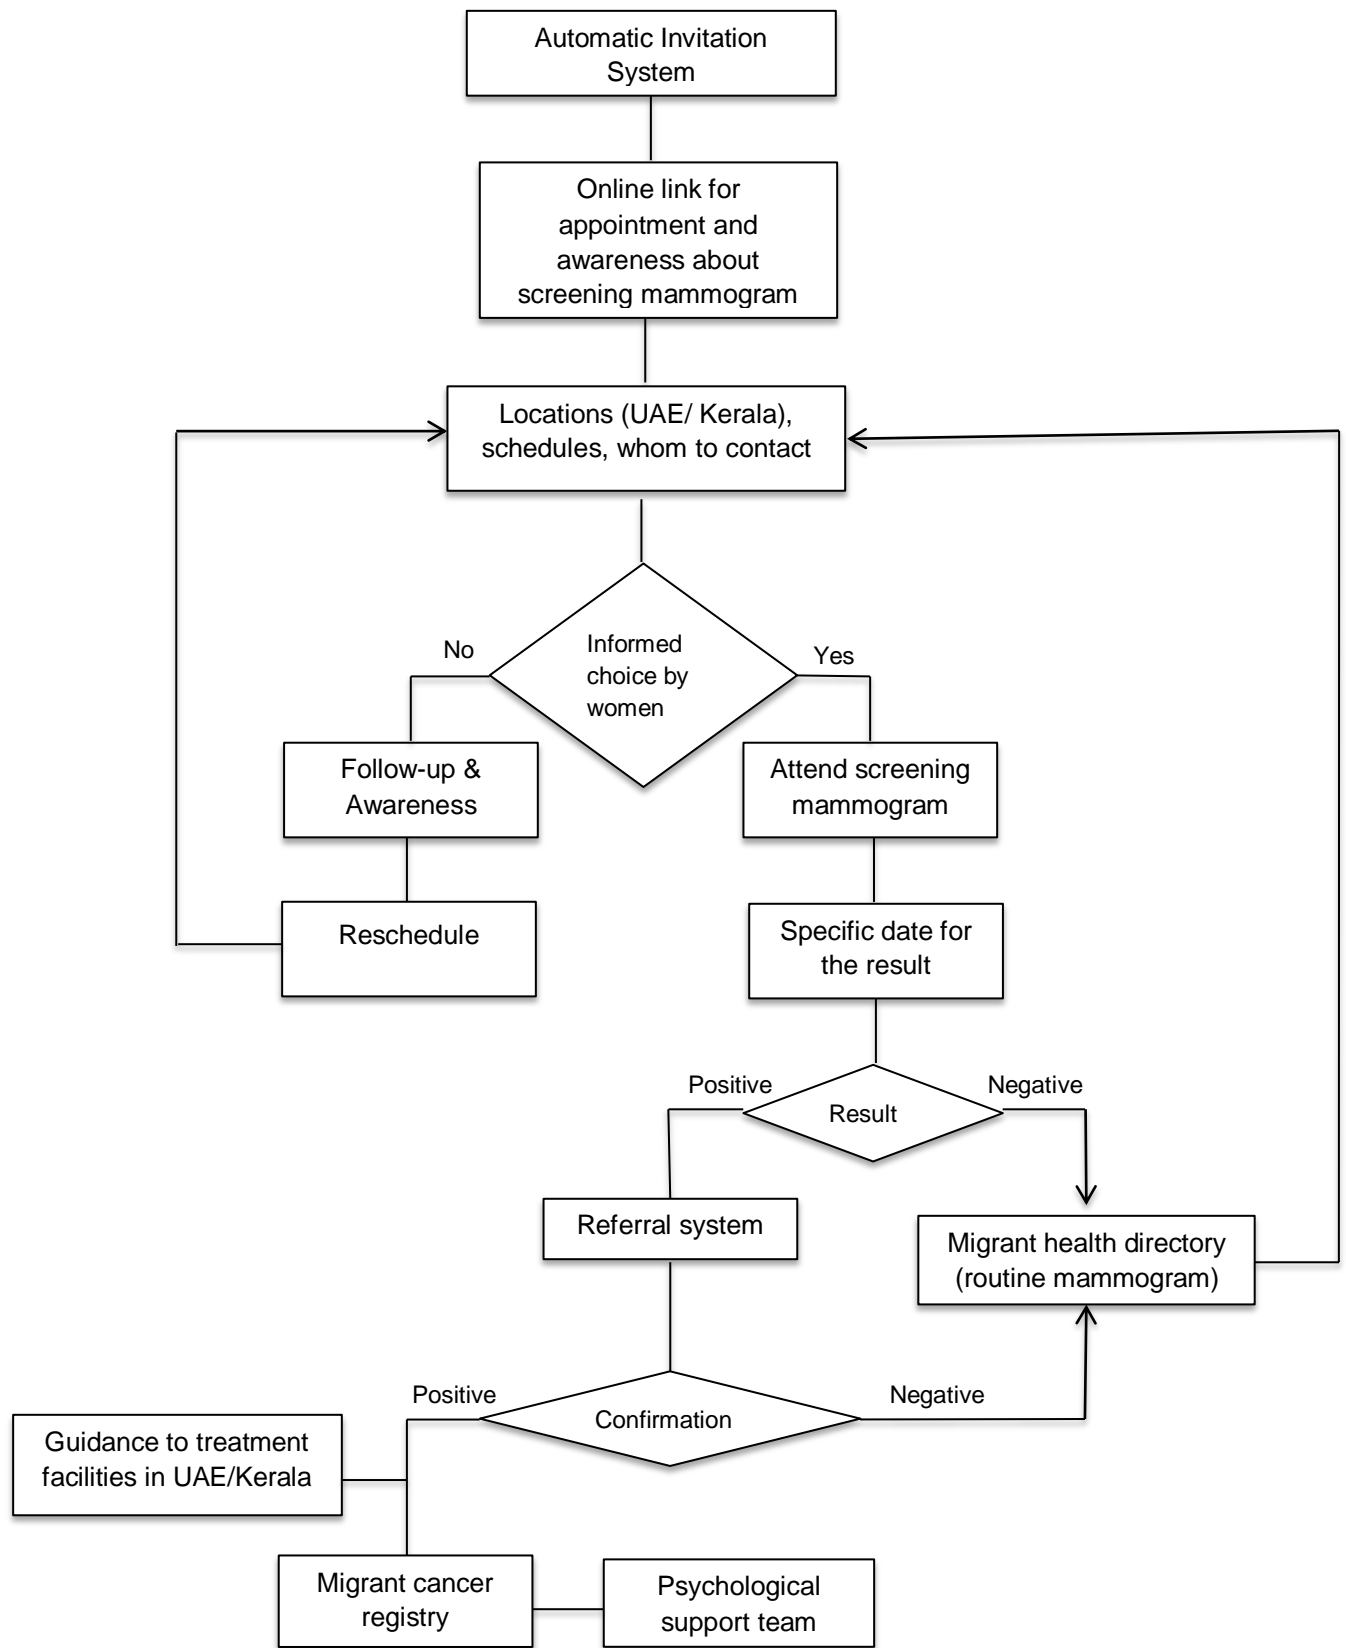 Automatic Invitation
System
Online link for
appointment and
awareness about
screening mammogram
Locations (UAE/ Kerala),
schedules, whom to contact
No
Informed
choice by
women
Yes
Follow-up &
Awareness
Attend screening
mammogram
Reschedule
Specific date for
the result
Positive
Result
Negative
Referral system
Migrant health directory
(routine mammogram)
Positive
Confirmation
Negative
Guidance to treatment
facilities in UAE/Kerala
Migrant cancer
registry
Psychological
support team